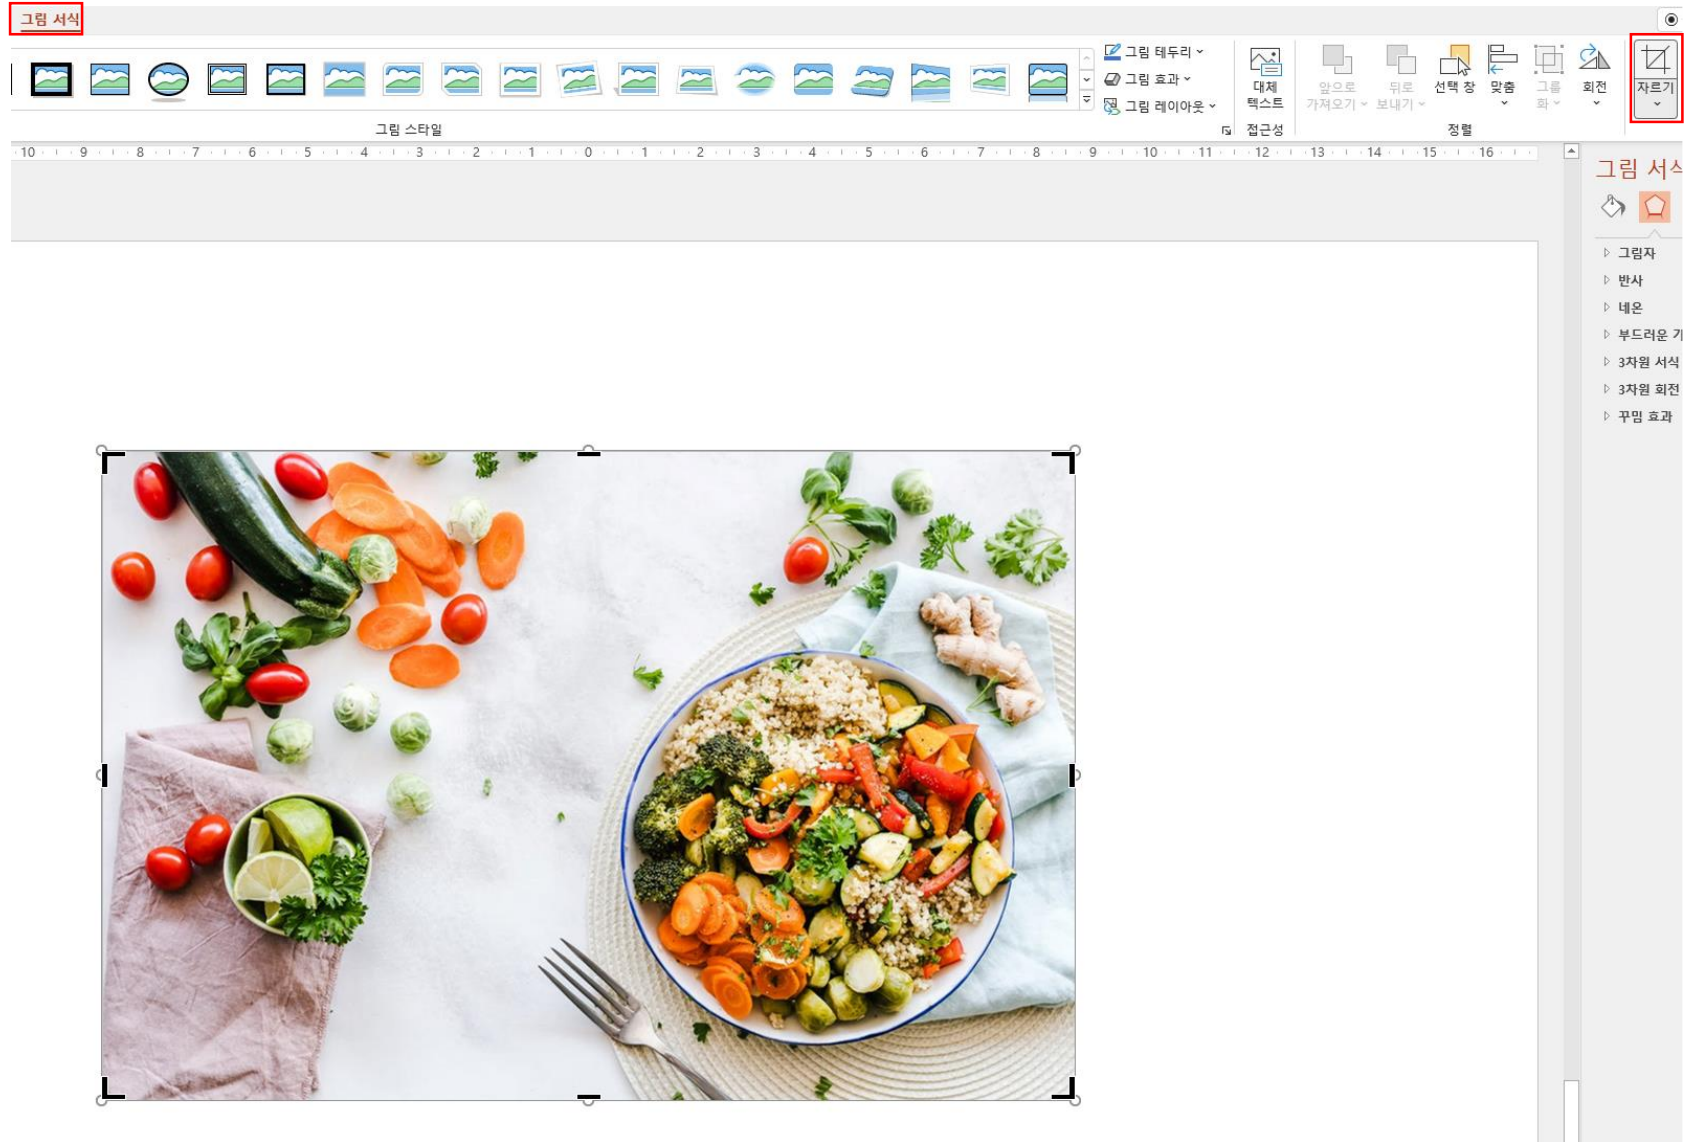 그림 서식
그림 테두리
그림 효과
그림 레이아웃
대체
텍스트
앞으로
가져오기
뒤로
보내기
선택 창
맞춤
그룹
화
회전
자르기
그림 스타일
접근성
정렬
10 9 8 7 6 5 4 3 2 1 0 1 2 3 4 5 6 7 8 9 10 11 12 13 14 15 16
그림 서식
그림자
반사
네온
부드러운 가
3차원 서식
3차원 회전
꾸밈 효과